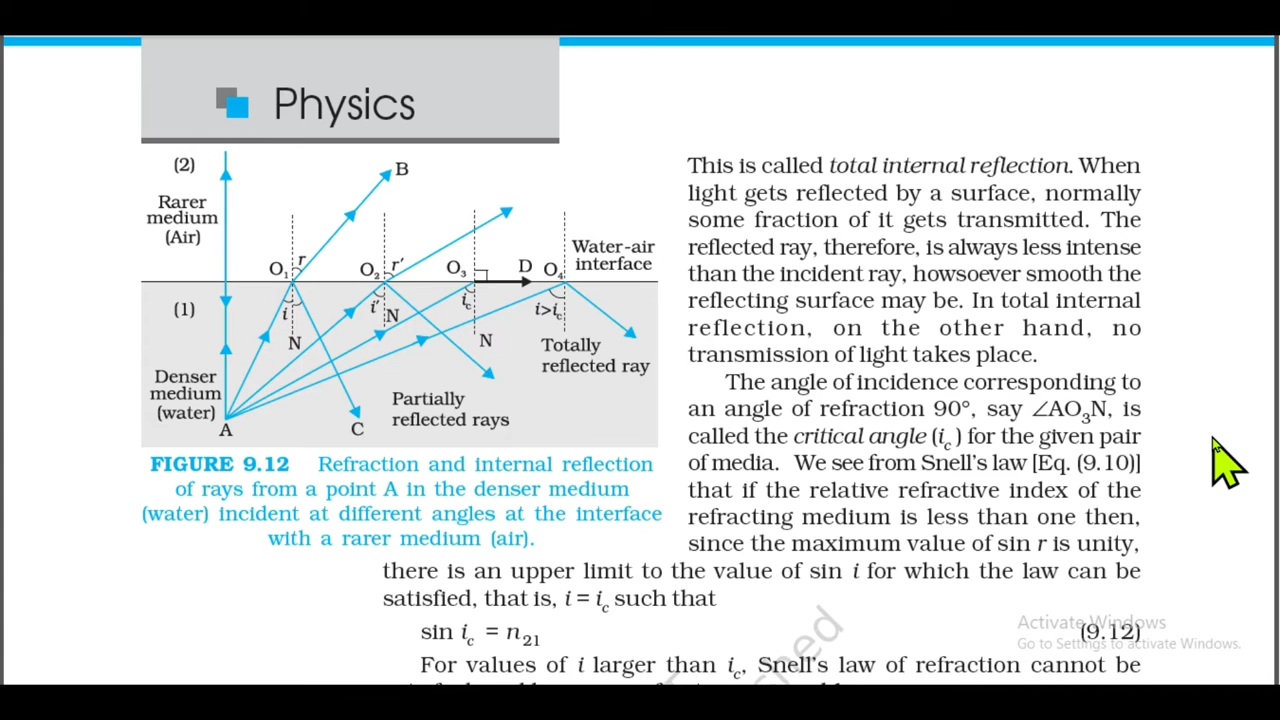 Physics
(2)
Rarer
medium
(Air)
B
O1
r
O2
r'
O3
D
O4
Water-air
interface
(1)
i
N
i'
N
ic
N
i>ic
Totally
reflected ray
Denser
medium
(water)
A
C
Partially
reflected rays
FIGURE 9.12 Refraction and internal reflection
of rays from a point A in the denser medium
(water) incident at different angles at the interface
with a rarer medium (air).
This is called total internal reflection. When
light gets reflected by a surface, normally
some fraction of it gets transmitted. The
reflected ray, therefore, is always less intense
than the incident ray, howsoever smooth the
reflecting surface may be. In total internal
reflection, on the other hand, no
transmission of light takes place.
The angle of incidence corresponding to
an angle of refraction 90°, say ∠AO3N, is
called the critical angle (ic) for the given pair
of media. We see from Snell's law [Eq. (9.10)]
that if the relative refractive index of the
refracting medium is less than one then,
since the maximum value of sin r is unity,
there is an upper limit to the value of sin i for which the law can be
satisfied, that is, i = ic such that
sin ic = n21 (9.12)
For values of i larger than ic, Snell's law of refraction cannot be
Activate Windows
Go to Settings to activate Windows.